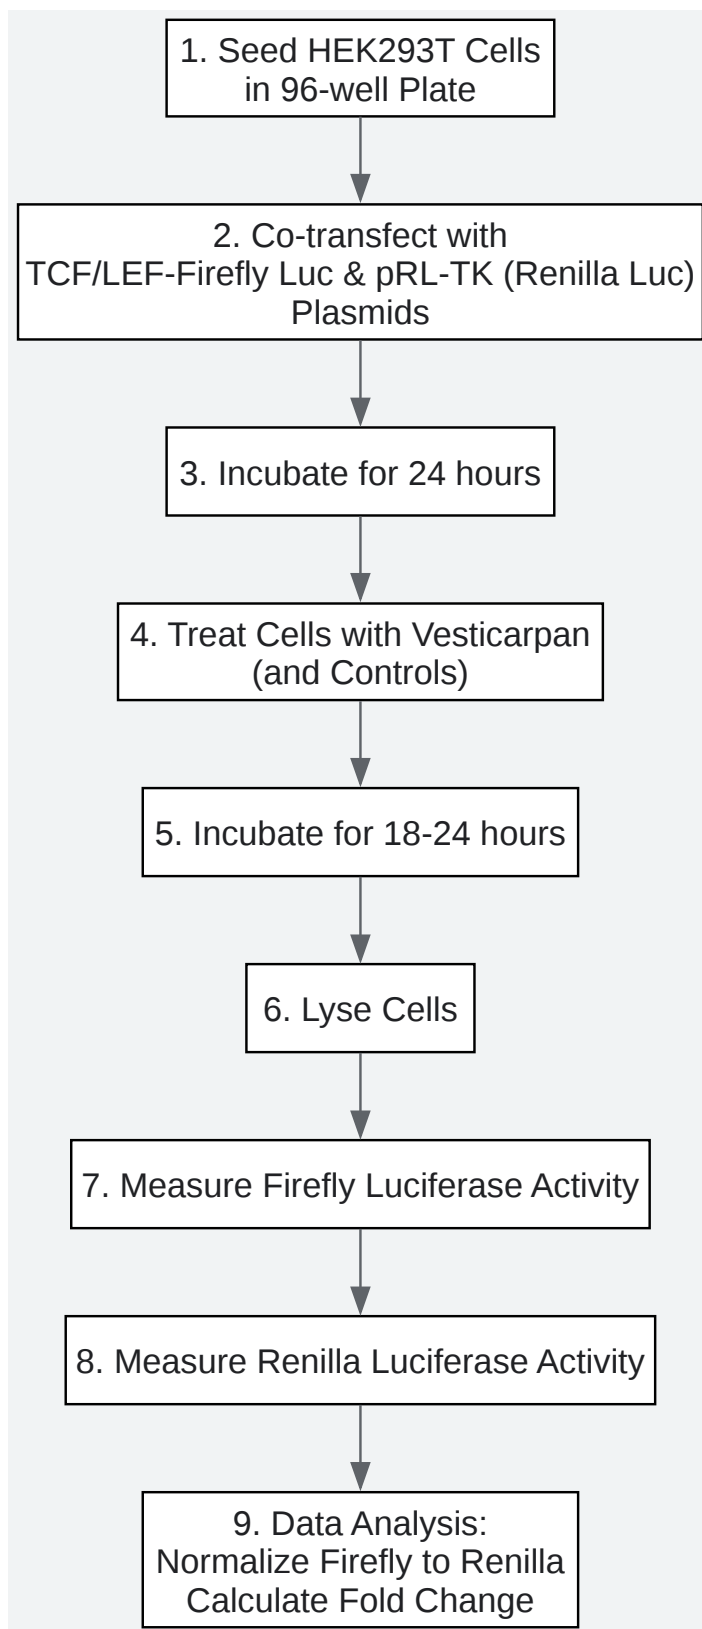 1. Seed HEK293T Cells
in 96-well Plate
2. Co-transfect with
TCF/LEF-Firefly Luc & pRL-TK (Renilla Luc)
Plasmids
3. Incubate for 24 hours
4. Treat Cells with Vesticarpan
(and Controls)
5. Incubate for 18-24 hours
6. Lyse Cells
7. Measure Firefly Luciferase Activity
8. Measure Renilla Luciferase Activity
9. Data Analysis:
Normalize Firefly to Renilla
Calculate Fold Change